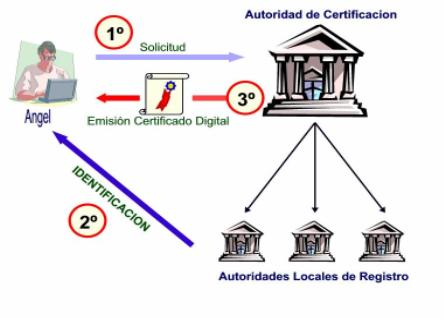 Autoridad de Certificacion
1º
Solicitud
3º
Emisión Certificado Digital
Angel
IDENTIFICACION
2º
Autoridades Locales de Registro